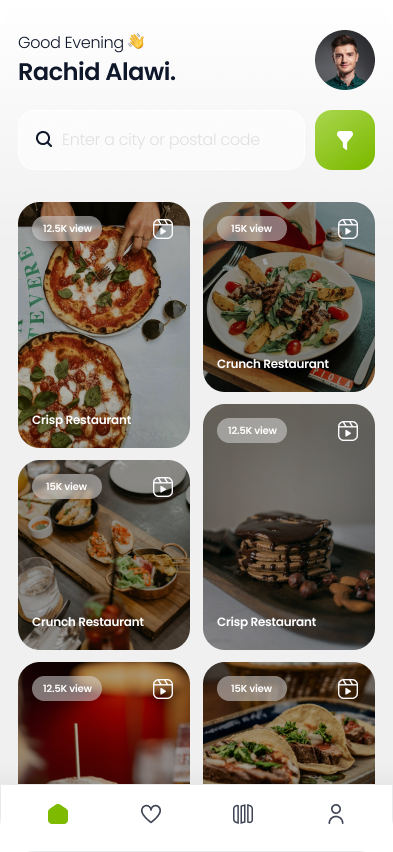 Good Evening 👋
Rachid Alawi.
Enter a city or postal code
12.5K view
TEVERE
Crisp Restaurant
15K view
Crunch Restaurant
12.5K view
Crisp Restaurant
15K view
Crunch Restaurant
12.5K view
15K view